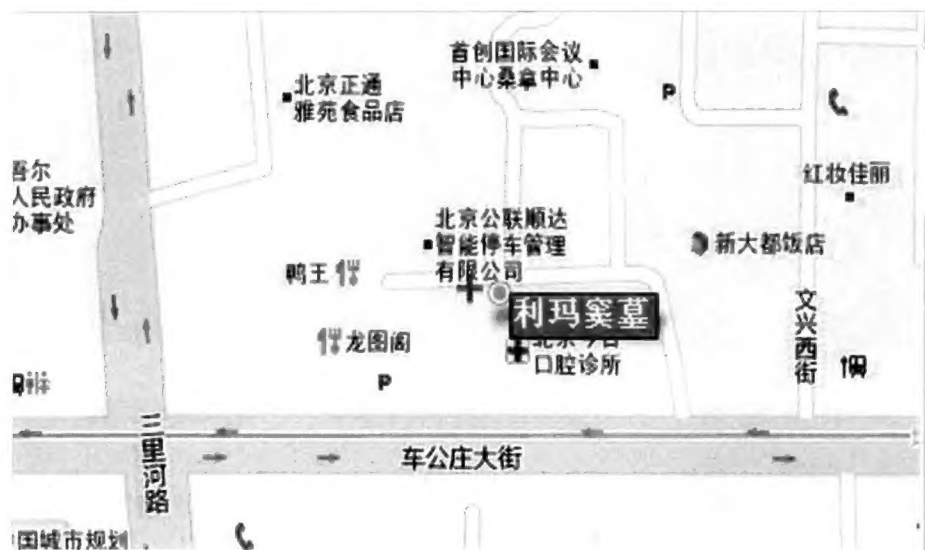 首创国际会议
中心桑拿中心
P
北京正通
雅苑食品店
吾尔
人民政府
办事处
红妆佳丽
北京公联顺达
智能停车管理
有限公司
新大都饭店
鸭王
利玛窦墓
文兴西街
龙图阁
口腔诊所
P
三里河路
车公庄大街
国城市规划